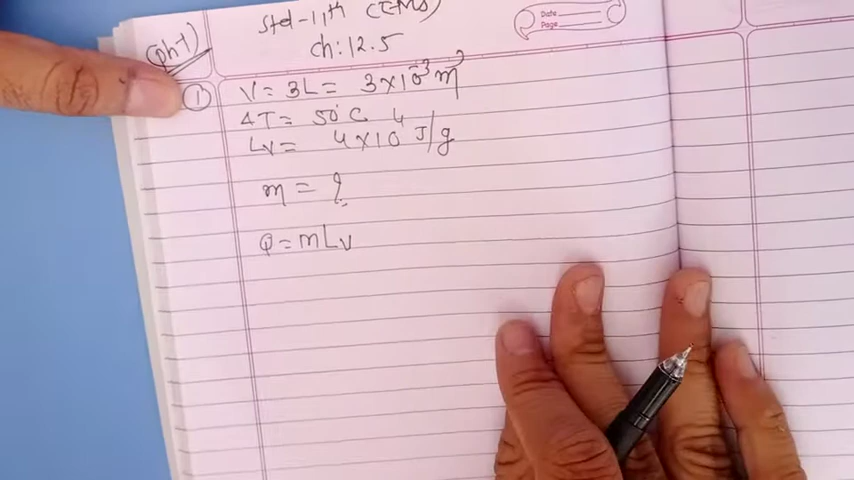 (ph-1)
Std-11th (CEMS)
ch: 12.5
Date
Page
① V = 3L = 3×10⁻³ m³
ΔT = 50°C
Lv = 4×10⁴ J/g
m = ?
Q = mLv